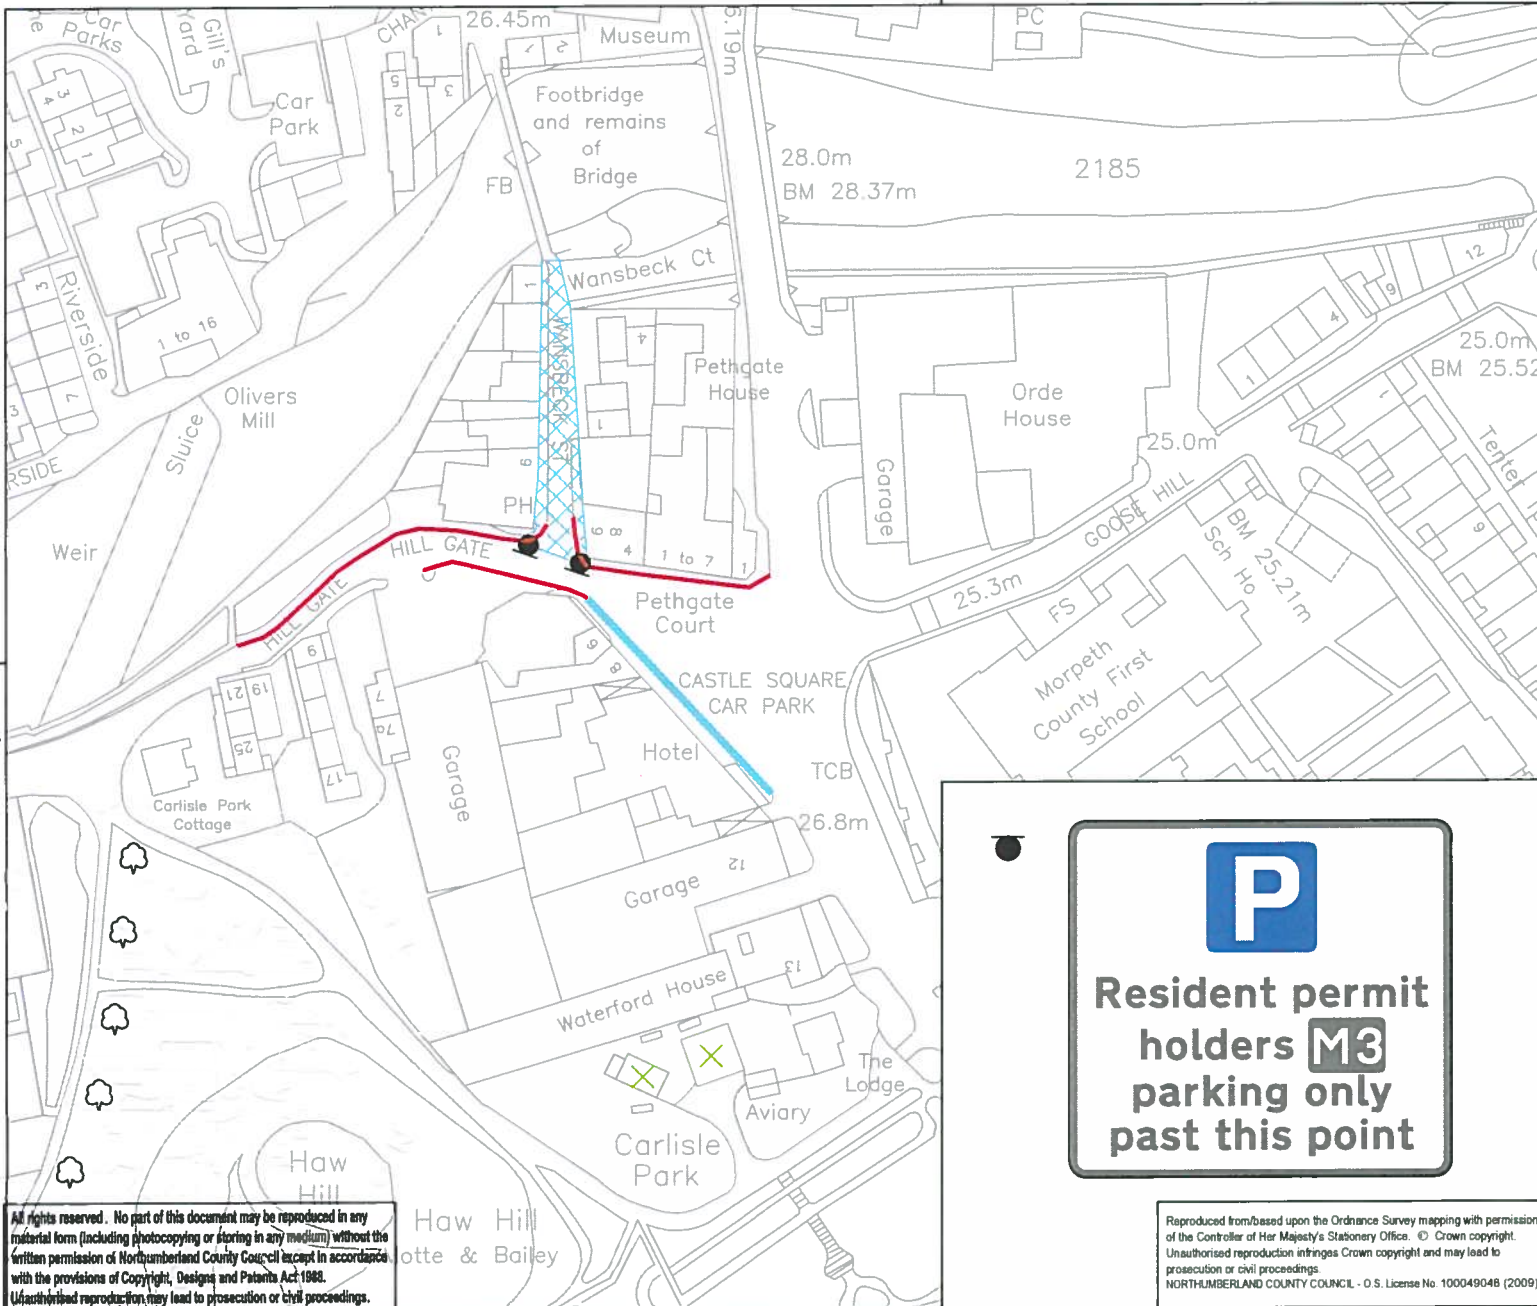 Car
Parks
Yard
Gill's
26.45m
Museum
PC
Car
Park
Footbridge
and remains
of
Bridge
FB
28.0m
BM 28.37m
2185
Wansbeck Ct
Riverside
1 to 16
WANSBECK ST
Pethgate
House
Olivers
Mill
Sluice
Orde
House
25.0m
25.0m
Tenter
Garage
GOOSE HILL
PH
HILL GATE
Weir
1 to 7
HILL GATE
Pethgate
Court
25.3m
FS
BM 25.21m
Sch Ho
Morpeth
County First
School
CASTLE SQUARE
CAR PARK
Hotel
TCB
Garage
Carlisle Park
Cottage
26.8m
Garage
12
13
Waterford House
The
Lodge
Aviary
Carlisle
Park
Haw
Hill
Haw Hill
otte & Bailey
P
Resident permit
holders M3
parking only
past this point
All rights reserved. No part of this document may be reproduced in any
material form (including photocopying or storing in any medium) without the
written permission of Northumberland County Council except in accordance
with the provisions of Copyright, Designs and Patents Act 1988.
Unauthorised reproduction may lead to prosecution or civil proceedings.
Reproduced from/based upon the Ordnance Survey mapping with permission
of the Controller of Her Majesty's Stationery Office. © Crown copyright.
Unauthorised reproduction infringes Crown copyright and may lead to
prosecution or civil proceedings.
NORTHUMBERLAND COUNTY COUNCIL - O.S. License No. 100049048 (2009)